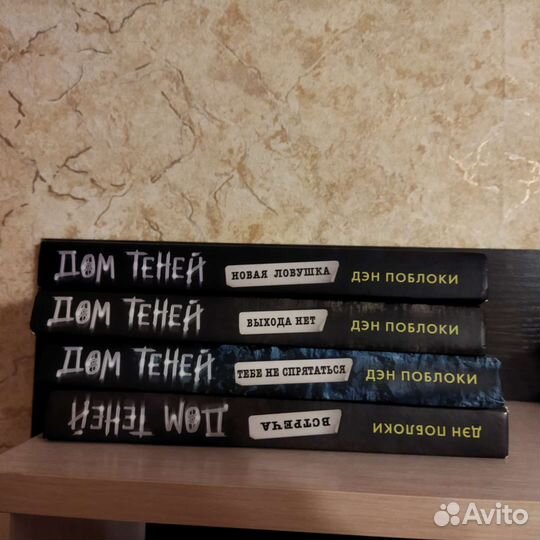 ДОМ ТЕНЕЙ НОВАЯ ЛОВУШКА ДЭН ПОБЛОКИ
ДОМ ТЕНЕЙ ВЫХОДА НЕТ ДЭН ПОБЛОКИ
ДОМ ТЕНЕЙ ТЕБЕ НЕ СПРЯТАТЬСЯ ДЭН ПОБЛОКИ
ДОМ ТЕНЕЙ ВСТРЕЧА ДЭН ПОБЛОКИ
Avito